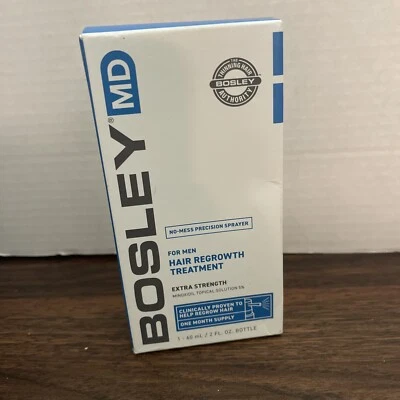 BOSLEY® MD
THE THINNING HAIR
BOSLEY
AUTHORITY
NO-MESS PRECISION SPRAYER
FOR MEN
HAIR REGROWTH
TREATMENT
EXTRA STRENGTH
MINOXIDIL TOPICAL SOLUTION 5%
CLINICALLY PROVEN TO
HELP REGROW HAIR
ONE MONTH SUPPLY
1 - 60 mL / 2 FL. OZ. BOTTLE